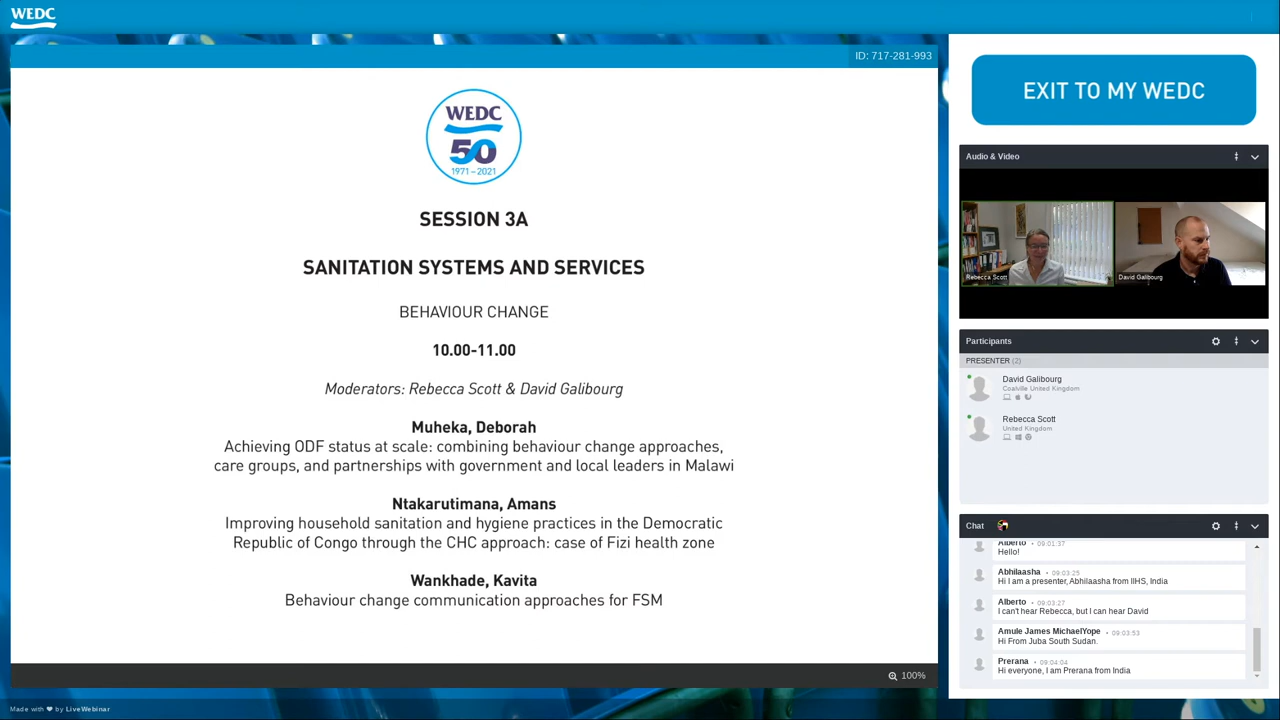 WEDC
ID: 717-281-993
EXIT TO MY WEDC
WEDC
50
1971–2021
SESSION 3A
SANITATION SYSTEMS AND SERVICES
BEHAVIOUR CHANGE
10.00-11.00
Moderators: Rebecca Scott & David Galibourg
Muheka, Deborah
Achieving ODF status at scale: combining behaviour change approaches,
care groups, and partnerships with government and local leaders in Malawi
Ntakarutimana, Amans
Improving household sanitation and hygiene practices in the Democratic
Republic of Congo through the CHC approach: case of Fizi health zone
Wankhade, Kavita
Behaviour change communication approaches for FSM
100%
Audio & Video
Rebecca Scott
David Galibourg
Participants
PRESENTER (2)
David Galibourg
Coalville United Kingdom
Rebecca Scott
United Kingdom
Chat
Alberto • 09:01:37
Hello!
Abhilaasha • 09:03:25
Hi I am a presenter, Abhilaasha from IIHS, India
Alberto • 09:03:27
I can't hear Rebecca, but I can hear David
Amule James MichaelYope • 09:03:53
Hi From Juba South Sudan.
Prerana • 09:04:04
Hi everyone, I am Prerana from India
Made with ❤ by LiveWebinar